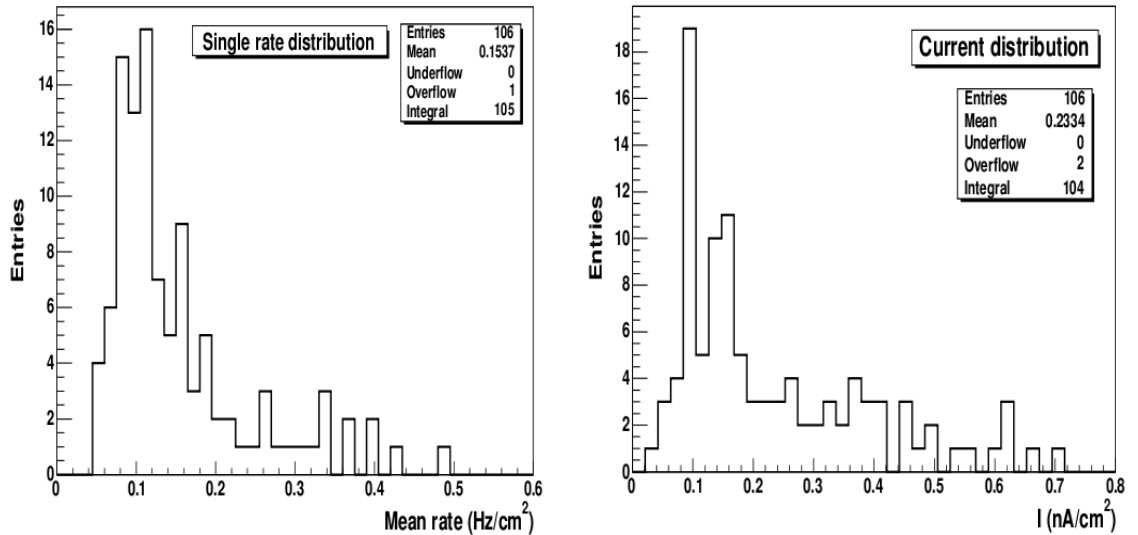 Single rate distribution
Entries 106
Mean 0.1537
Underflow 0
Overflow 1
Integral 105
16
14
12
10
8
6
4
2
0
Entries
0 0.1 0.2 0.3 0.4 0.5 0.6
Mean rate (Hz/cm²)
Current distribution
Entries 106
Mean 0.2334
Underflow 0
Overflow 2
Integral 104
18
16
14
12
10
8
6
4
2
0
Entries
0 0.1 0.2 0.3 0.4 0.5 0.6 0.7 0.8
I (nA/cm²)